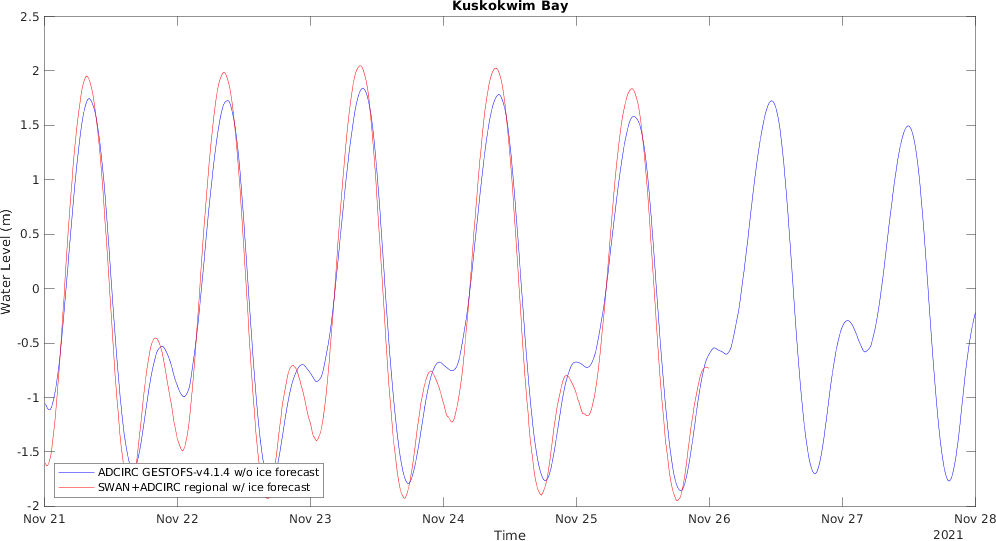 Kuskokwim Bay
2.5
2
1.5
1
0.5
0
-0.5
-1
-1.5
-2
Water Level (m)
ADCIRC GESTOFS-v4.1.4 w/o ice forecast
SWAN+ADCIRC regional w/ ice forecast
Nov 21 Nov 22 Nov 23 Nov 24 Nov 25 Nov 26 Nov 27 Nov 28
Time
2021